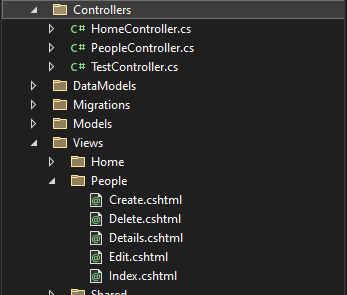 Controllers
C# HomeController.cs
C# PeopleController.cs
C# TestController.cs
DataModels
Migrations
Models
Views
Home
People
@ Create.cshtml
@ Delete.cshtml
@ Details.cshtml
@ Edit.cshtml
@ Index.cshtml
Shared